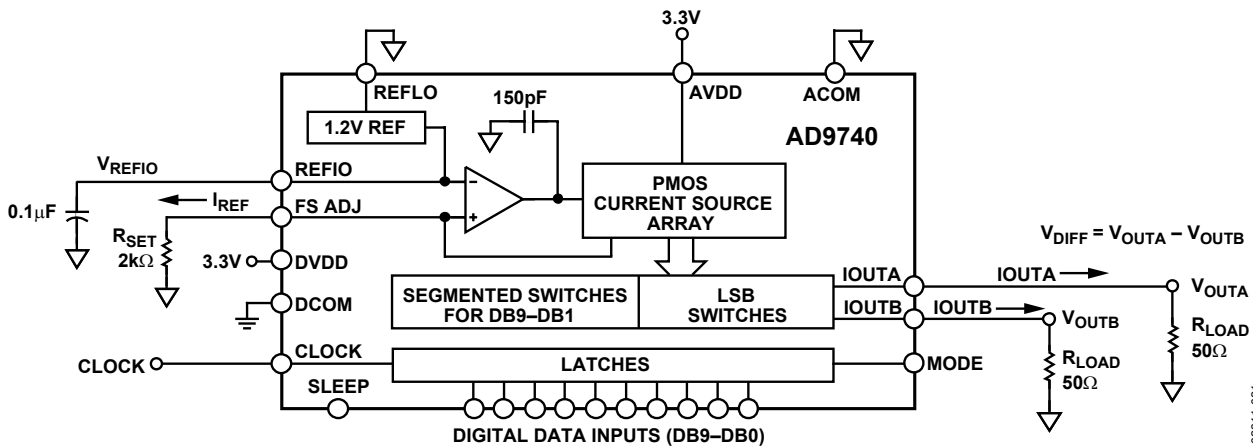 3.3V
REFLO
150pF
AVDD
ACOM
1.2V REF
AD9740
VREFIO
REFIO
PMOS
CURRENT SOURCE
ARRAY
0.1μF
IREF
FS ADJ
RSET
2kΩ
3.3V
DVDD
DCOM
SEGMENTED SWITCHES
FOR DB9–DB1
LSB
SWITCHES
IOUTA
IOUTB
IOUTA
IOUTB
VDIFF = VOUTA – VOUTB
VOUTA
VOUTB
RLOAD
50Ω
RLOAD
50Ω
CLOCK
CLOCK
LATCHES
MODE
SLEEP
DIGITAL DATA INPUTS (DB9–DB0)